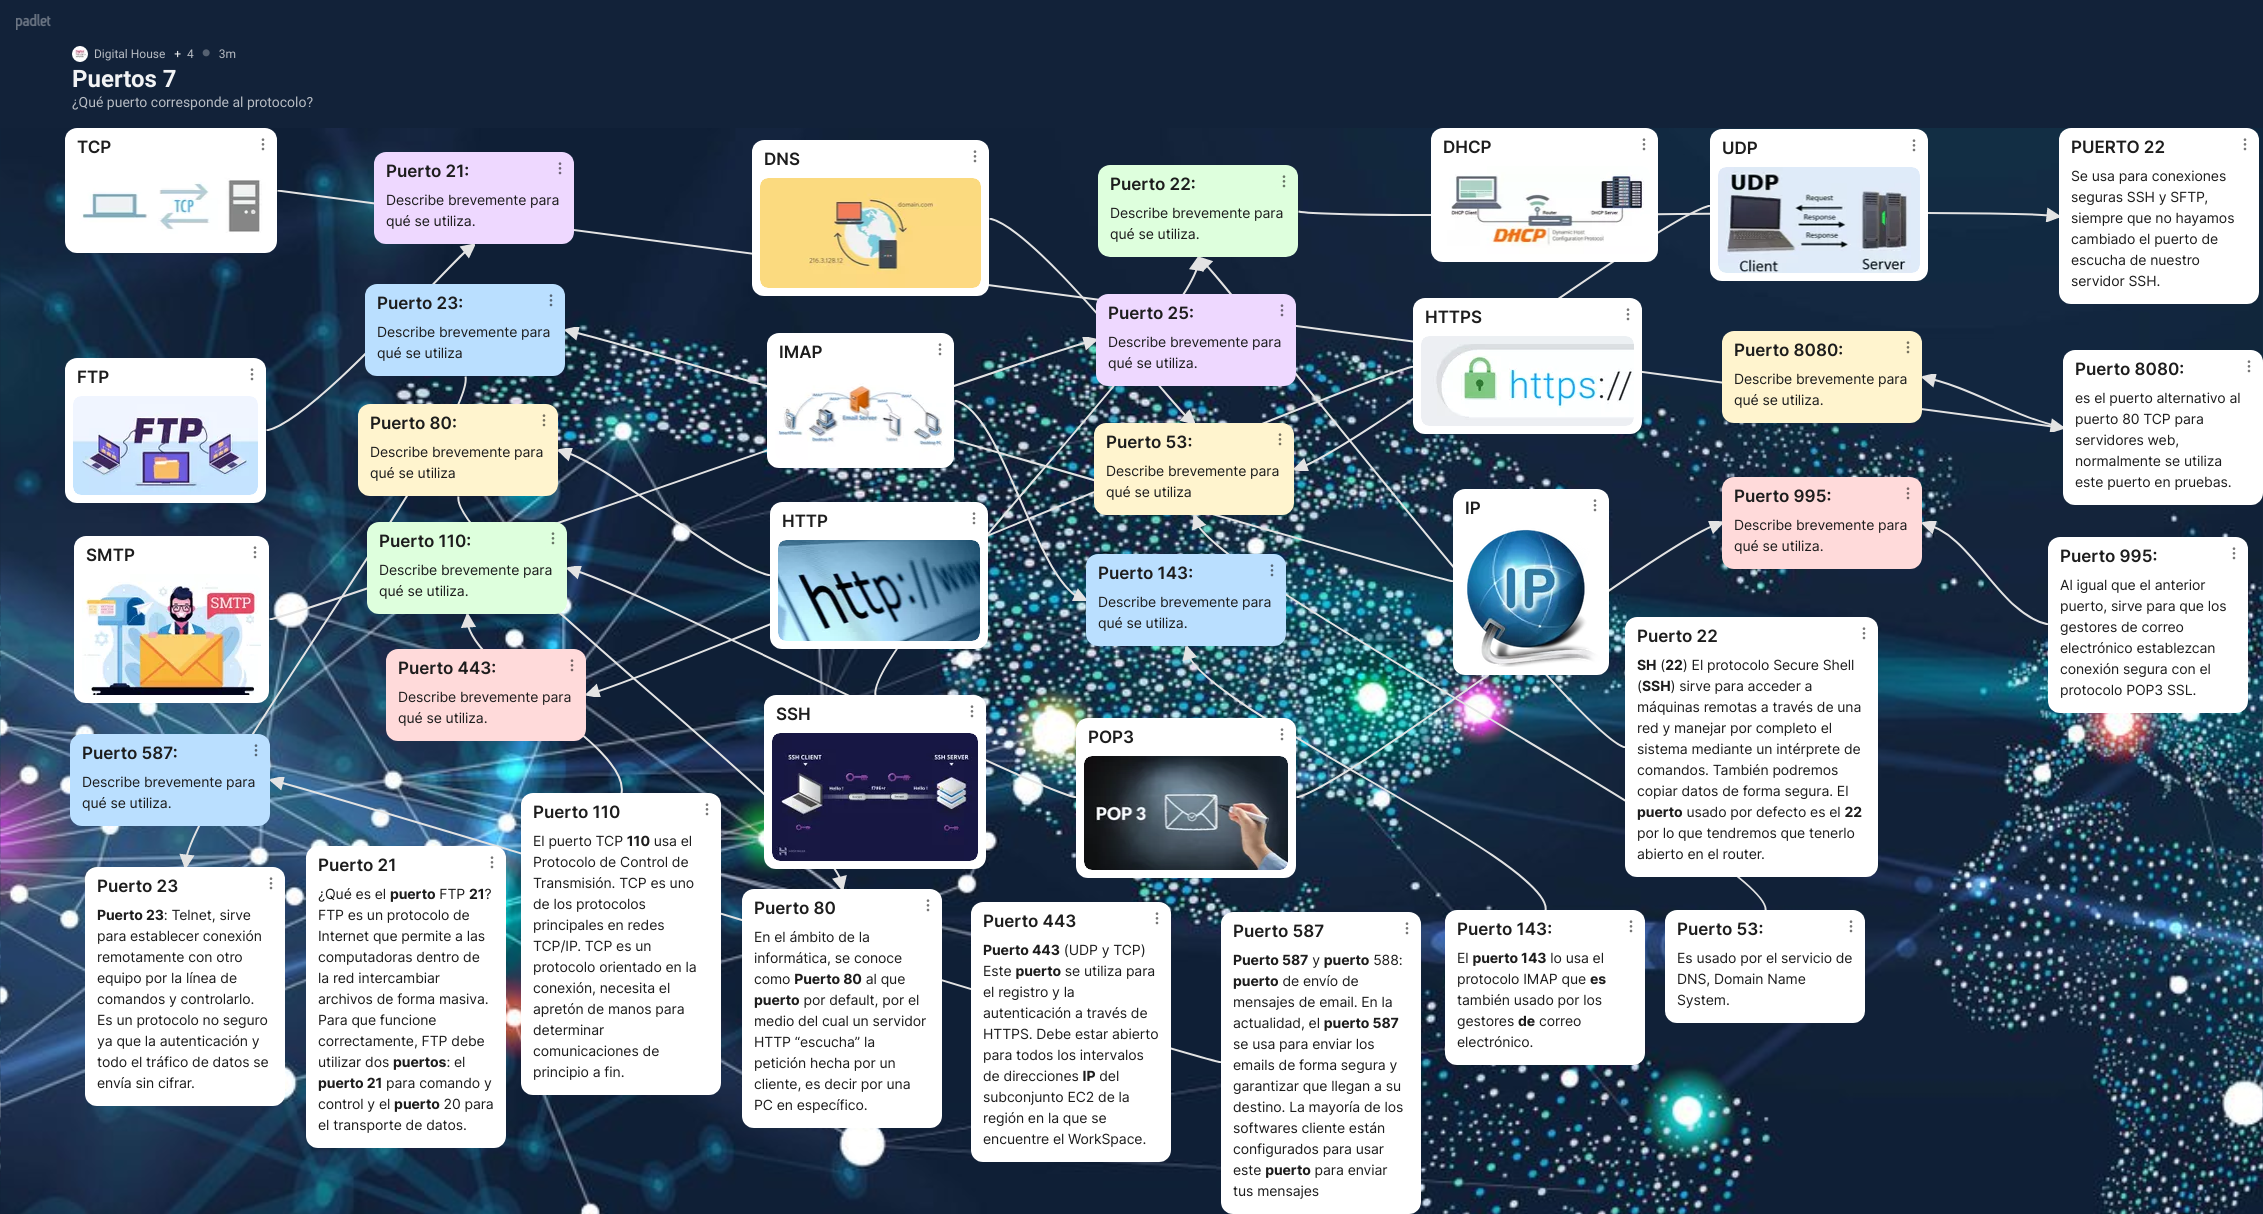 padlet
Digital House + 4 3m
Puertos 7
¿Qué puerto corresponde al protocolo?
TCP
TCP
Puerto 21:
Describe brevemente para
qué se utiliza.
DNS
domain.com
216.3.128.12
Puerto 22:
Describe brevemente para
qué se utiliza.
DHCP
DHCP Client
Router
DHCP Server
DHCP
Dynamic Host
Configuration Protocol
UDP
UDP
Request
Response
Response
Client
Server
PUERTO 22
Se usa para conexiones
seguras SSH y SFTP,
siempre que no hayamos
cambiado el puerto de
escucha de nuestro
servidor SSH.
Puerto 23:
Describe brevemente para
qué se utiliza
Puerto 25:
Describe brevemente para
qué se utiliza.
HTTPS
https://
Puerto 8080:
Describe brevemente para
qué se utiliza.
Puerto 8080:
es el puerto alternativo al
puerto 80 TCP para
servidores web,
normalmente se utiliza
este puerto en pruebas.
FTP
FTP
IMAP
Email Server
Puerto 80:
Describe brevemente para
qué se utiliza
Puerto 53:
Describe brevemente para
qué se utiliza
Puerto 995:
Describe brevemente para
qué se utiliza.
IP
IP
HTTP
http://www
Puerto 110:
Describe brevemente para
qué se utiliza.
SMTP
SMTP
Puerto 143:
Describe brevemente para
qué se utiliza.
Puerto 995:
Al igual que el anterior
puerto, sirve para que los
gestores de correo
electrónico establezcan
conexión segura con el
protocolo POP3 SSL.
Puerto 22
SH (22) El protocolo Secure Shell
(SSH) sirve para acceder a
máquinas remotas a través de una
red y manejar por completo el
sistema mediante un intérprete de
comandos. También podremos
copiar datos de forma segura. El
puerto usado por defecto es el 22
por lo que tendremos que tenerlo
abierto en el router.
Puerto 443:
Describe brevemente para
qué se utiliza.
SSH
SSH CLIENT
SSH SERVER
Hello !
Hello !
POP3
POP 3
Puerto 587:
Describe brevemente para
qué se utiliza.
Puerto 23
Puerto 23: Telnet, sirve
para establecer conexión
remotamente con otro
equipo por la línea de
comandos y controlarlo.
Es un protocolo no seguro
ya que la autenticación y
todo el tráfico de datos se
envía sin cifrar.
Puerto 21
¿Qué es el puerto FTP 21?
FTP es un protocolo de
Internet que permite a las
computadoras dentro de
la red intercambiar
archivos de forma masiva.
Para que funcione
correctamente, FTP debe
utilizar dos puertos: el
puerto 21 para comando y
control y el puerto 20 para
el transporte de datos.
Puerto 110
El puerto TCP 110 usa el
Protocolo de Control de
Transmisión. TCP es uno
de los protocolos
principales en redes
TCP/IP. TCP es un
protocolo orientado en la
conexión, necesita el
apretón de manos para
determinar
comunicaciones de
principio a fin.
Puerto 80
En el ámbito de la
informática, se conoce
como Puerto 80 al que
puerto por default, por el
medio del cual un servidor
HTTP “escucha” la
petición hecha por un
cliente, es decir por una
PC en específico.
Puerto 443
Puerto 443 (UDP y TCP)
Este puerto se utiliza para
el registro y la
autenticación a través de
HTTPS. Debe estar abierto
para todos los intervalos
de direcciones IP del
subconjunto EC2 de la
región en la que se
encuentre el WorkSpace.
Puerto 587
Puerto 587 y puerto 588:
puerto de envío de
mensajes de email. En la
actualidad, el puerto 587
se usa para enviar los
emails de forma segura y
garantizar que llegan a su
destino. La mayoría de los
softwares cliente están
configurados para usar
este puerto para enviar
tus mensajes
Puerto 143:
El puerto 143 lo usa el
protocolo IMAP que es
también usado por los
gestores de correo
electrónico.
Puerto 53:
Es usado por el servicio de
DNS, Domain Name
System.